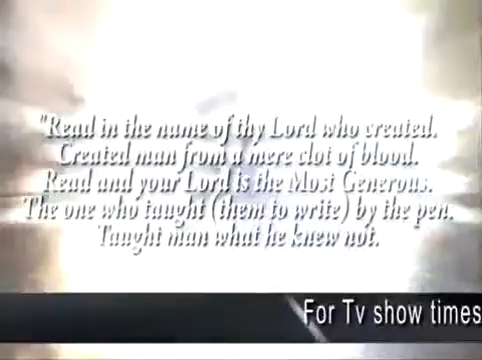 "Read in the name of thy Lord who created.
Created man from a mere clot of blood.
Read and your Lord is the Most Generous.
The one who taught (them to write) by the pen.
Taught man what he knew not.
For Tv show times